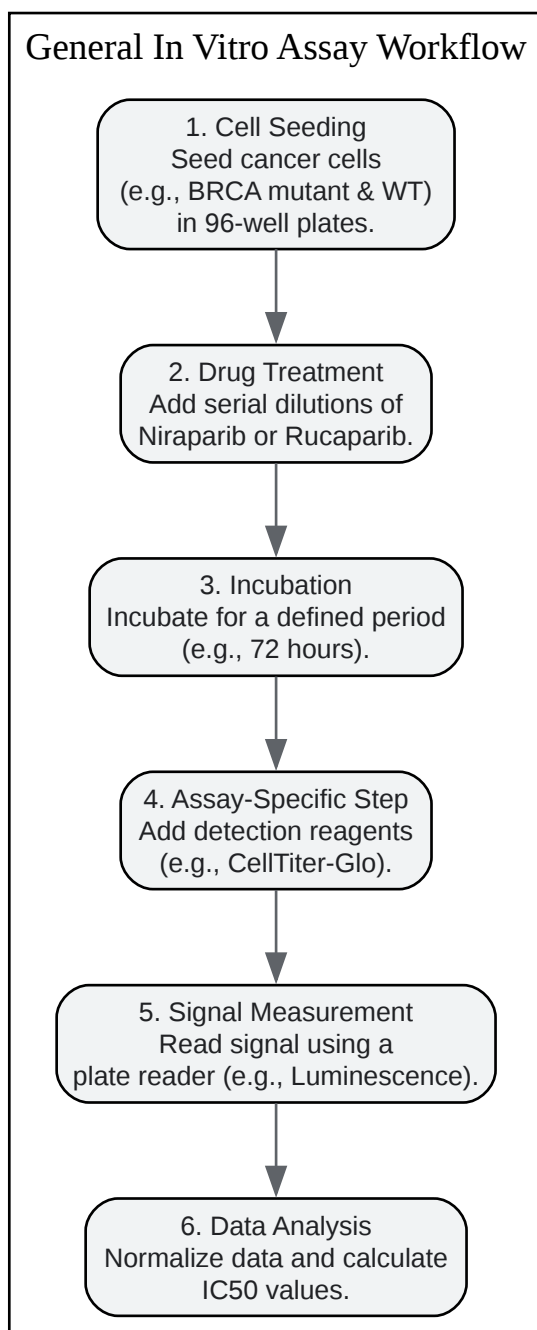 General In Vitro Assay Workflow
1. Cell Seeding
Seed cancer cells
(e.g., BRCA mutant & WT)
in 96-well plates.
2. Drug Treatment
Add serial dilutions of
Niraparib or Rucaparib.
3. Incubation
Incubate for a defined period
(e.g., 72 hours).
4. Assay-Specific Step
Add detection reagents
(e.g., CellTiter-Glo).
5. Signal Measurement
Read signal using a
plate reader (e.g., Luminescence).
6. Data Analysis
Normalize data and calculate
IC50 values.